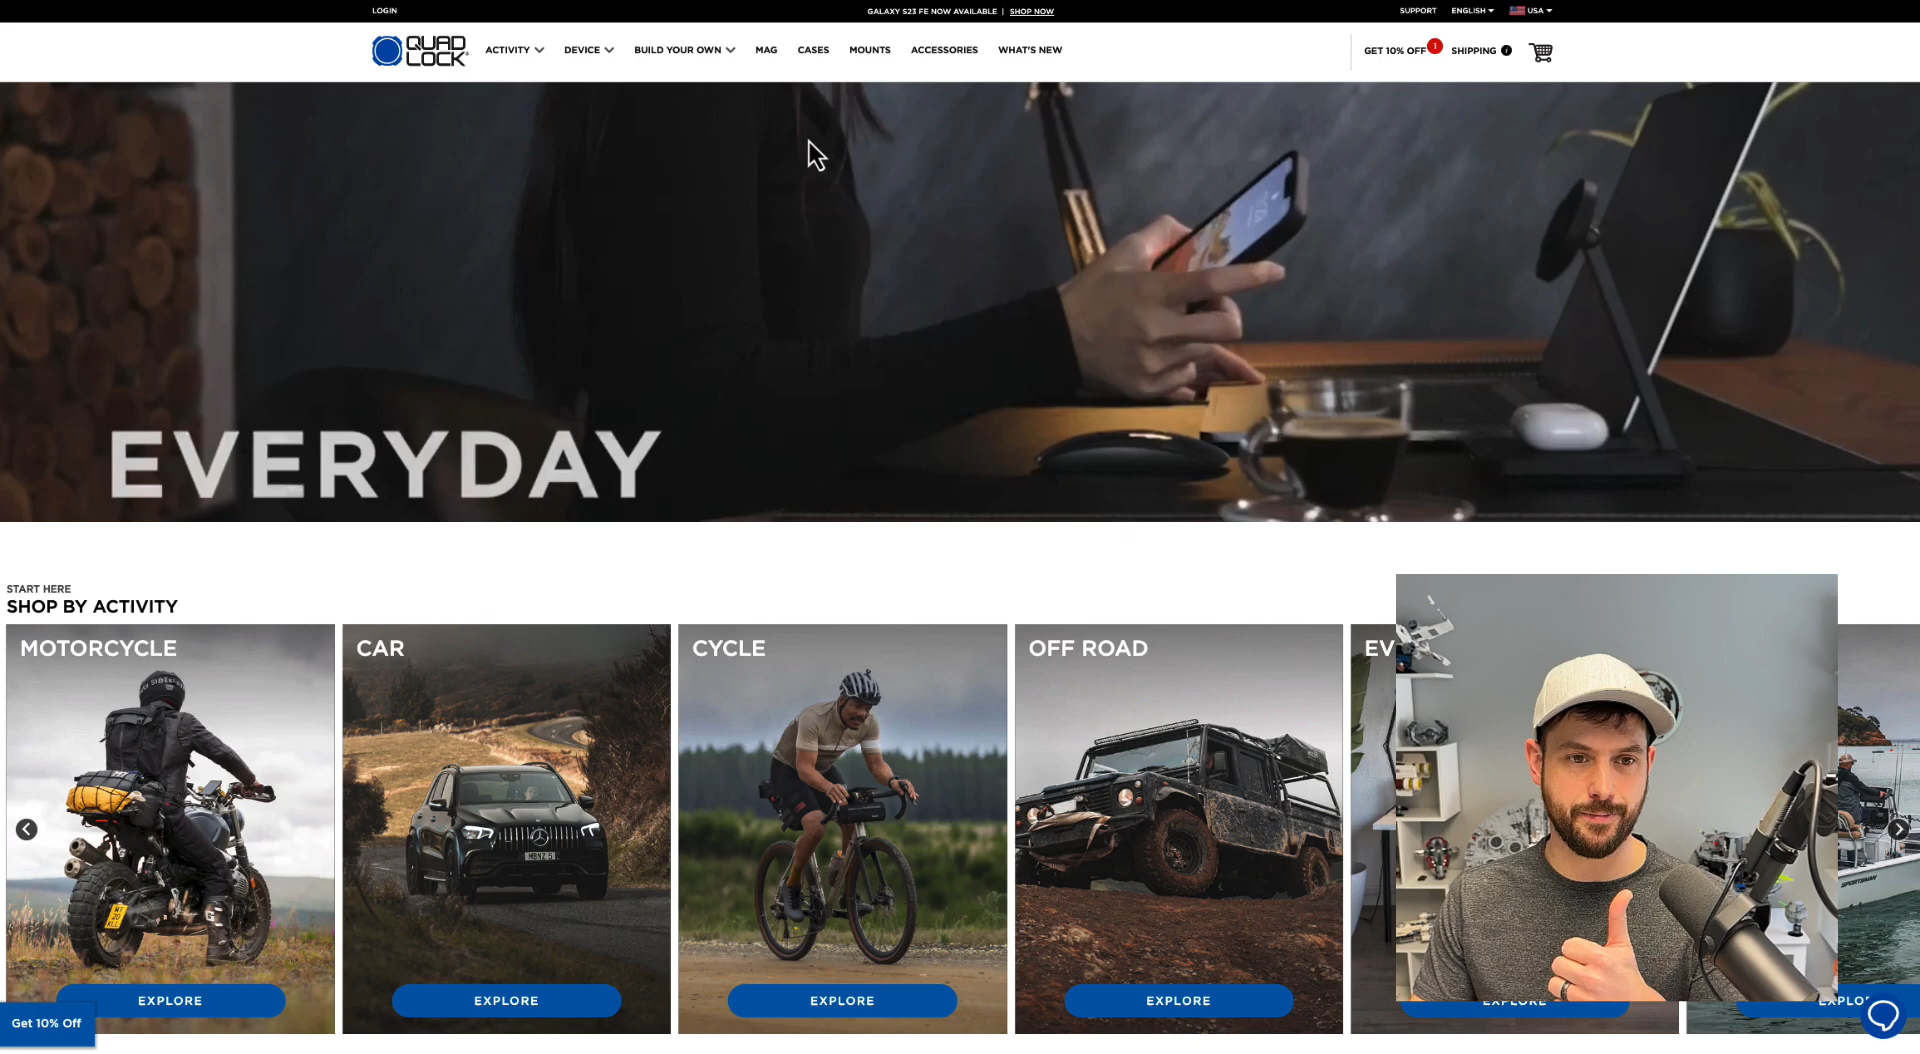 LOGIN
GALAXY S23 FE NOW AVAILABLE | SHOP NOW
SUPPORT
ENGLISH
USA
QUAD LOCK
ACTIVITY
DEVICE
BUILD YOUR OWN
MAG
CASES
MOUNTS
ACCESSORIES
WHAT'S NEW
GET 10% OFF
1
SHIPPING
EVERYDAY
START HERE
SHOP BY ACTIVITY
MOTORCYCLE
CAR
CYCLE
OFF ROAD
EV
EXPLORE
EXPLORE
EXPLORE
EXPLORE
EXPLORE
EXPLO
Get 10% Off